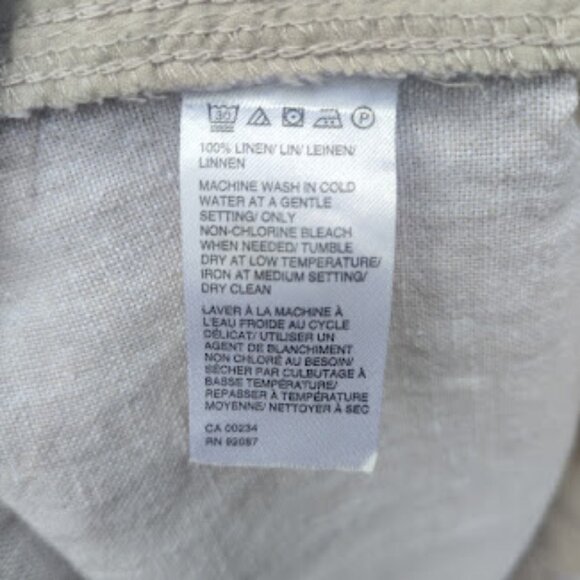 30 P
100% LINEN/ LIN/ LEINEN/
LINNEN
MACHINE WASH IN COLD
WATER AT A GENTLE
SETTING/ ONLY
NON-CHLORINE BLEACH
WHEN NEEDED/ TUMBLE
DRY AT LOW TEMPERATURE/
IRON AT MEDIUM SETTING/
DRY CLEAN
LAVER À LA MACHINE À
L'EAU FROIDE AU CYCLE
DÉLICAT/ UTILISER UN
AGENT DE BLANCHIMENT
NON CHLORÉ AU BESOIN/
SÉCHER PAR CULBUTAGE À
BASSE TEMPÉRATURE/
REPASSER À TEMPÉRATURE
MOYENNE/ NETTOYER À SEC
CA 00234
RN 92087